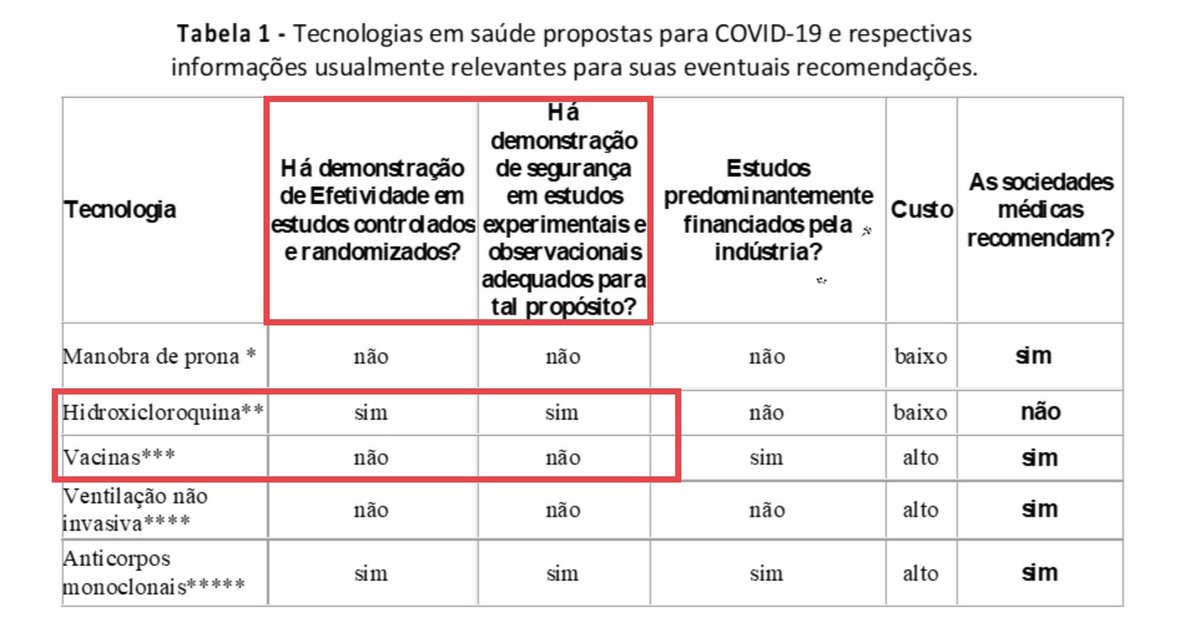 Tabela 1 - Tecnologias em saúde propostas para COVID-19 e respectivas
informações usualmente relevantes para suas eventuais recomendações.
Tecnologia
Há demonstração
de Efetividade em
estudos controlados
e randomizados?
Há
demonstração
de segurança
em estudos
experimentais e
observacionais
adequados para
tal propósito?
Estudos
predominantemente
financiados pela
indústria?
Custo
As sociedades
médicas
recomendam?
Manobra de prona * não não não baixo sim
Hidroxicloroquina** sim sim não baixo não
Vacinas*** não não sim alto sim
Ventilação não
invasiva**** não não não alto sim
Anticorpos
monoclonais***** sim sim sim alto sim